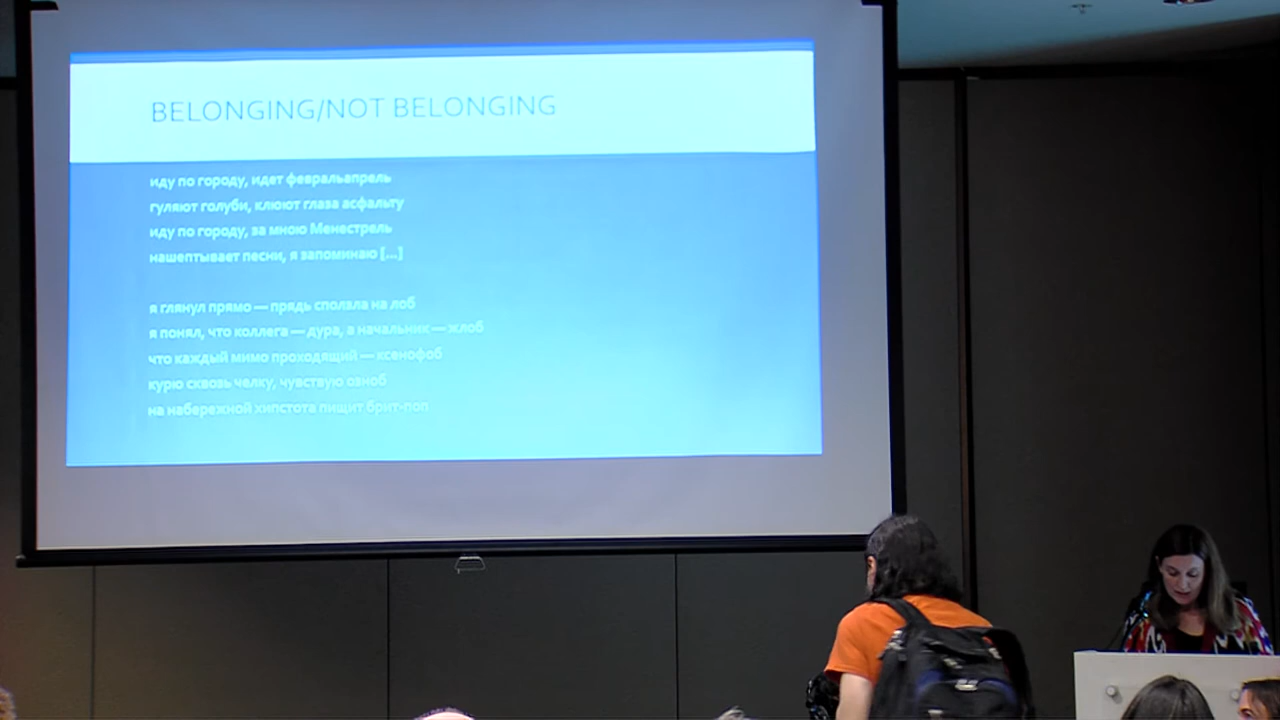 BELONGING/NOT BELONGING
иду по городу, идет февральапрель
гуляют голуби, клюют глаза асфальту
иду по городу, за мною Менестрель
нашептывает песни, я запоминаю [...]
я глянул прямо — прядь сползла на лоб
я понял, что коллега — дура, а начальник — жлоб
что каждый мимо проходящий — ксенофоб
курю сквозь челку, чувствую озноб
на набережной хипстота пищит брит-поп